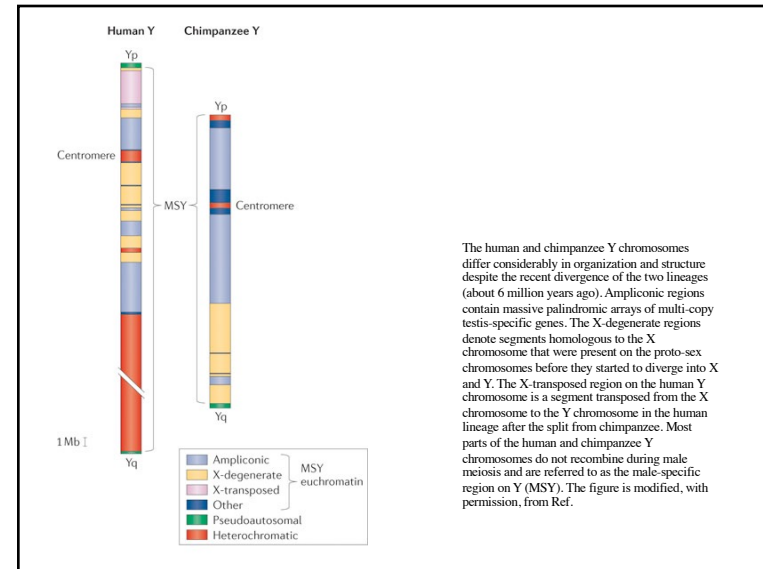 Human Y
Chimpanzee Y
Yp
Yp
Centromere
MSY
Centromere
Yq
1 Mb
Yq
Ampliconic
X-degenerate
X-transposed
Other
MSY
euchromatin
Pseudoautosomal
Heterochromatic
The human and chimpanzee Y chromosomes
differ considerably in organization and structure
despite the recent divergence of the two lineages
(about 6 million years ago). Ampliconic regions
contain massive palindromic arrays of multi-copy
testis-specific genes. The X-degenerate regions
denote segments homologous to the X
chromosome that were present on the proto-sex
chromosomes before they started to diverge into X
and Y. The X-transposed region on the human Y
chromosome is a segment transposed from the X
chromosome to the Y chromosome in the human
lineage after the split from chimpanzee. Most
parts of the human and chimpanzee Y
chromosomes do not recombine during male
meiosis and are referred to as the male-specific
region on Y (MSY). The figure is modified, with
permission, from Ref.